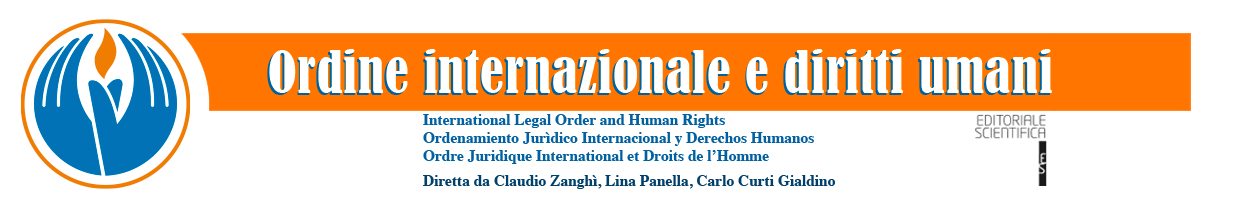 Ordine internazionale e diritti umani
International Legal Order and Human Rights
Ordenamiento Jurìdico Internacional y Derechos Humanos
Ordre Juridique International et Droits de l'Homme
Diretta da Claudio Zanghì, Lina Panella, Carlo Curti Gialdino
EDITORIALE
SCIENTIFICA
ES